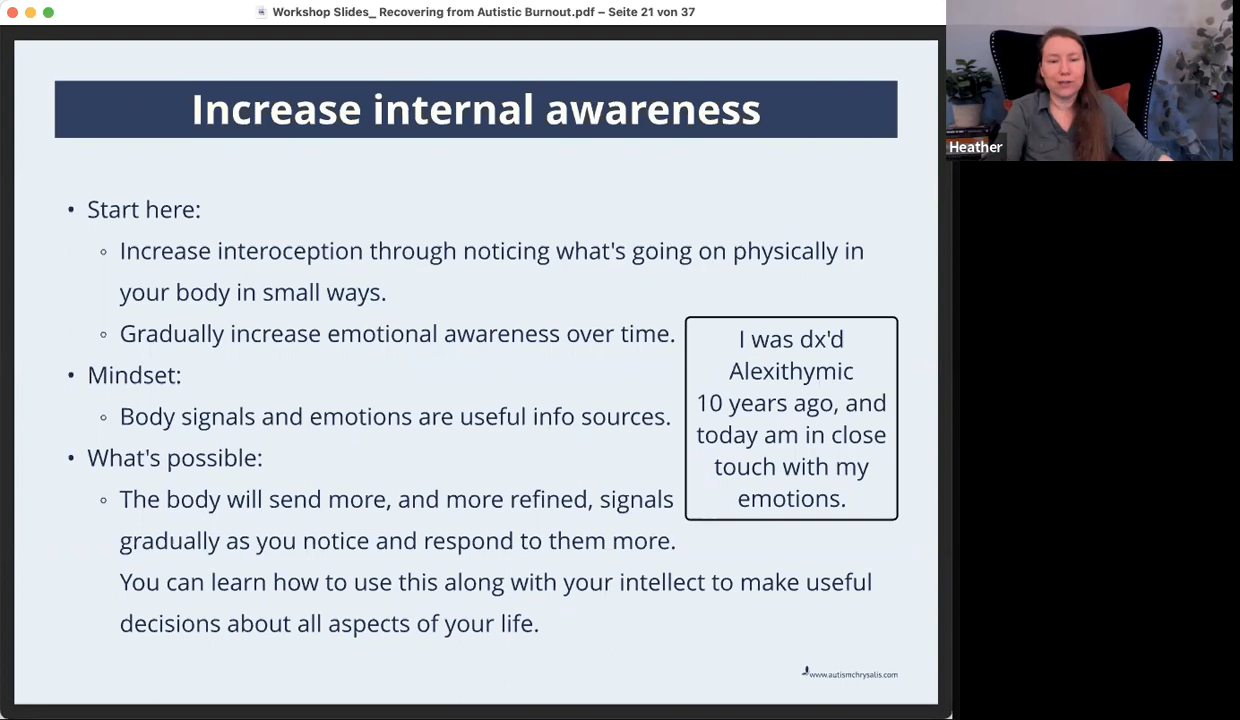 Workshop Slides_ Recovering from Autistic Burnout.pdf – Seite 21 von 37
Increase internal awareness
• Start here:
◦ Increase interoception through noticing what's going on physically in
your body in small ways.
◦ Gradually increase emotional awareness over time.
• Mindset:
◦ Body signals and emotions are useful info sources.
• What's possible:
◦ The body will send more, and more refined, signals
gradually as you notice and respond to them more.
You can learn how to use this along with your intellect to make useful
decisions about all aspects of your life.
I was dx'd
Alexithymic
10 years ago, and
today am in close
touch with my
emotions.
www.autismchrysalis.com
Heather